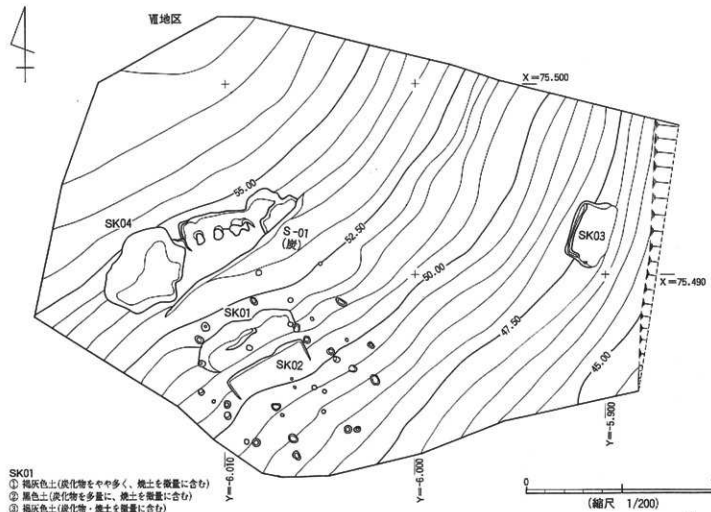 Ⅶ地区
X=75.500
55.00
SK04
S-01
(炭)
52.50
SK03
50.00
X=75.490
SK01
47.50
SK02
45.00
Y=-6.010
Y=-6.000
Y=-5.900
SK01
① 褐灰色土(炭化物をやや多く、焼土を微量に含む)
② 黒色土(炭化物を多量に、焼土を微量に含む)
③ 褐灰色土(炭化物・焼土を微量に含む)
0
(縮尺 1/200)